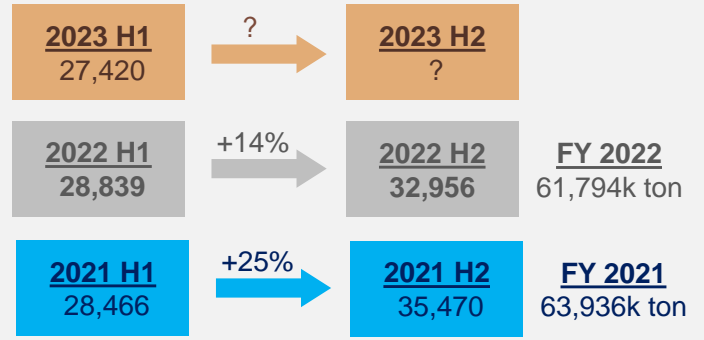 2023 H1
27,420
?
2023 H2
?
2022 H1
28,839
+14%
2022 H2
32,956
FY 2022
61,794k ton
2021 H1
28,466
+25%
2021 H2
35,470
FY 2021
63,936k ton